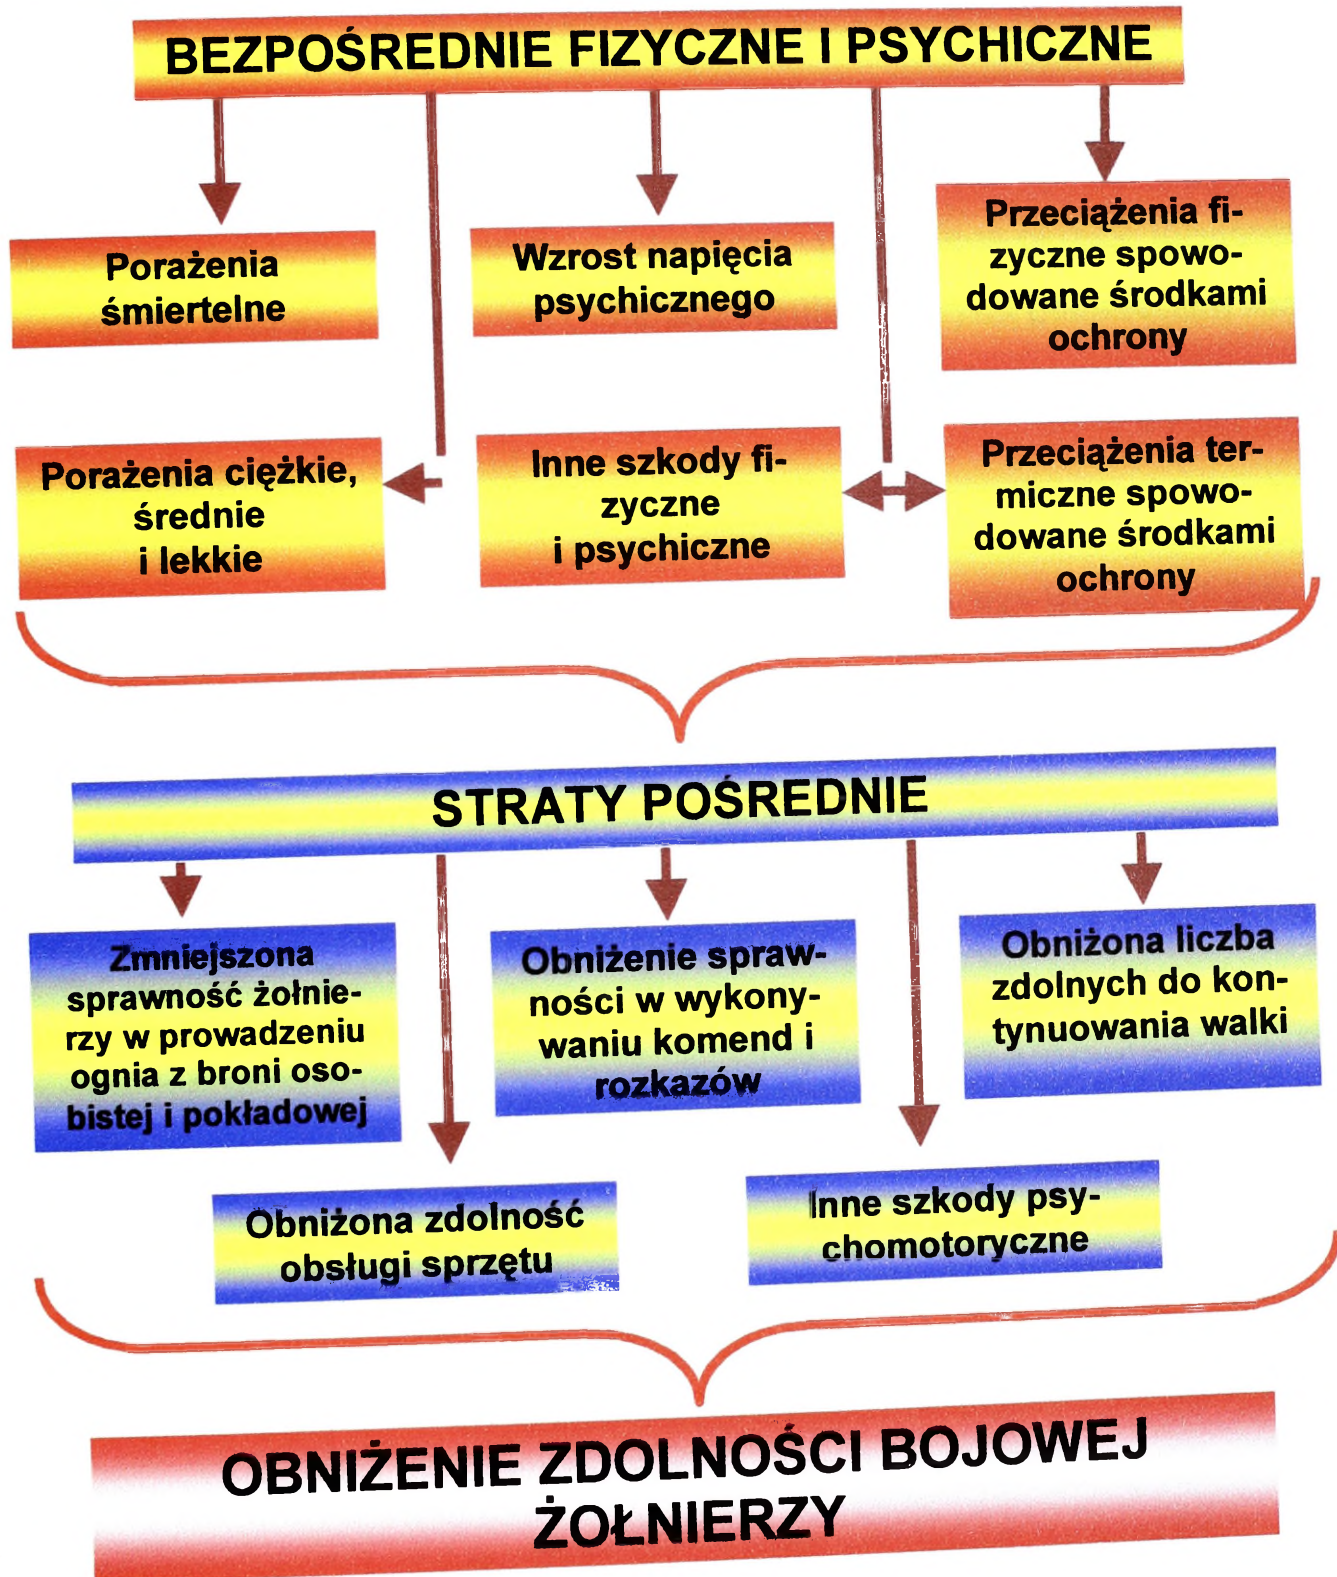 BEZPOŚREDNIE FIZYCZNE I PSYCHICZNE
Porażenia
śmiertelne
Wzrost napięcia
psychicznego
Przeciążenia fi-
zyczne spowo-
dowane środkami
ochrony
Porażenia ciężkie,
średnie
i lekkie
Inne szkody fi-
zyczne
i psychiczne
Przeciążenia ter-
miczne spowo-
dowane środkami
ochrony
STRATY POŚREDNIE
Zmniejszona
sprawność żołnie-
rzy w prowadzeniu
ognia z broni oso-
bistej i pokładowej
Obniżenie spraw-
ności w wykony-
waniu komend i
rozkazów
Obniżona liczba
zdolnych do kon-
tynuowania walki
Obniżona zdolność
obsługi sprzętu
Inne szkody psy-
chomotoryczne
OBNIŻENIE ZDOLNOŚCI BOJOWEJ
ŻOŁNIERZY